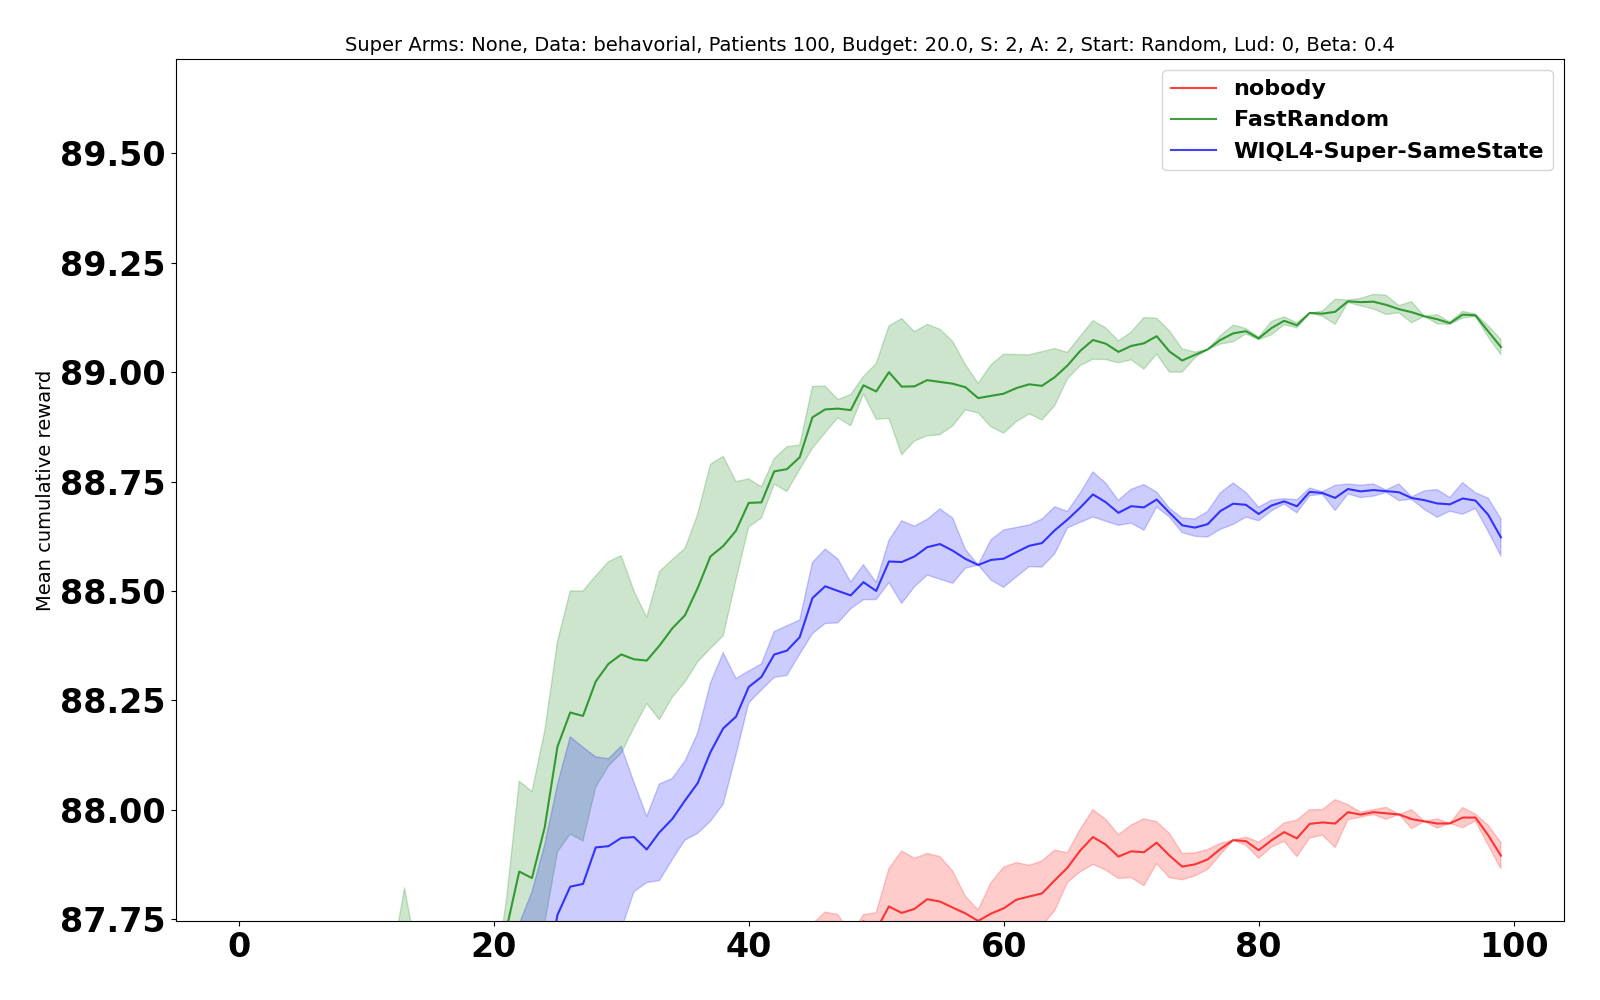 Super Arms: None, Data: behavorial, Patients 100, Budget: 20.0, S: 2, A: 2, Start: Random, Lud: 0, Beta: 0.4
nobody
FastRandom
WIQL4-Super-SameState
Mean cumulative reward
89.50
89.25
89.00
88.75
88.50
88.25
88.00
87.75
0 20 40 60 80 100